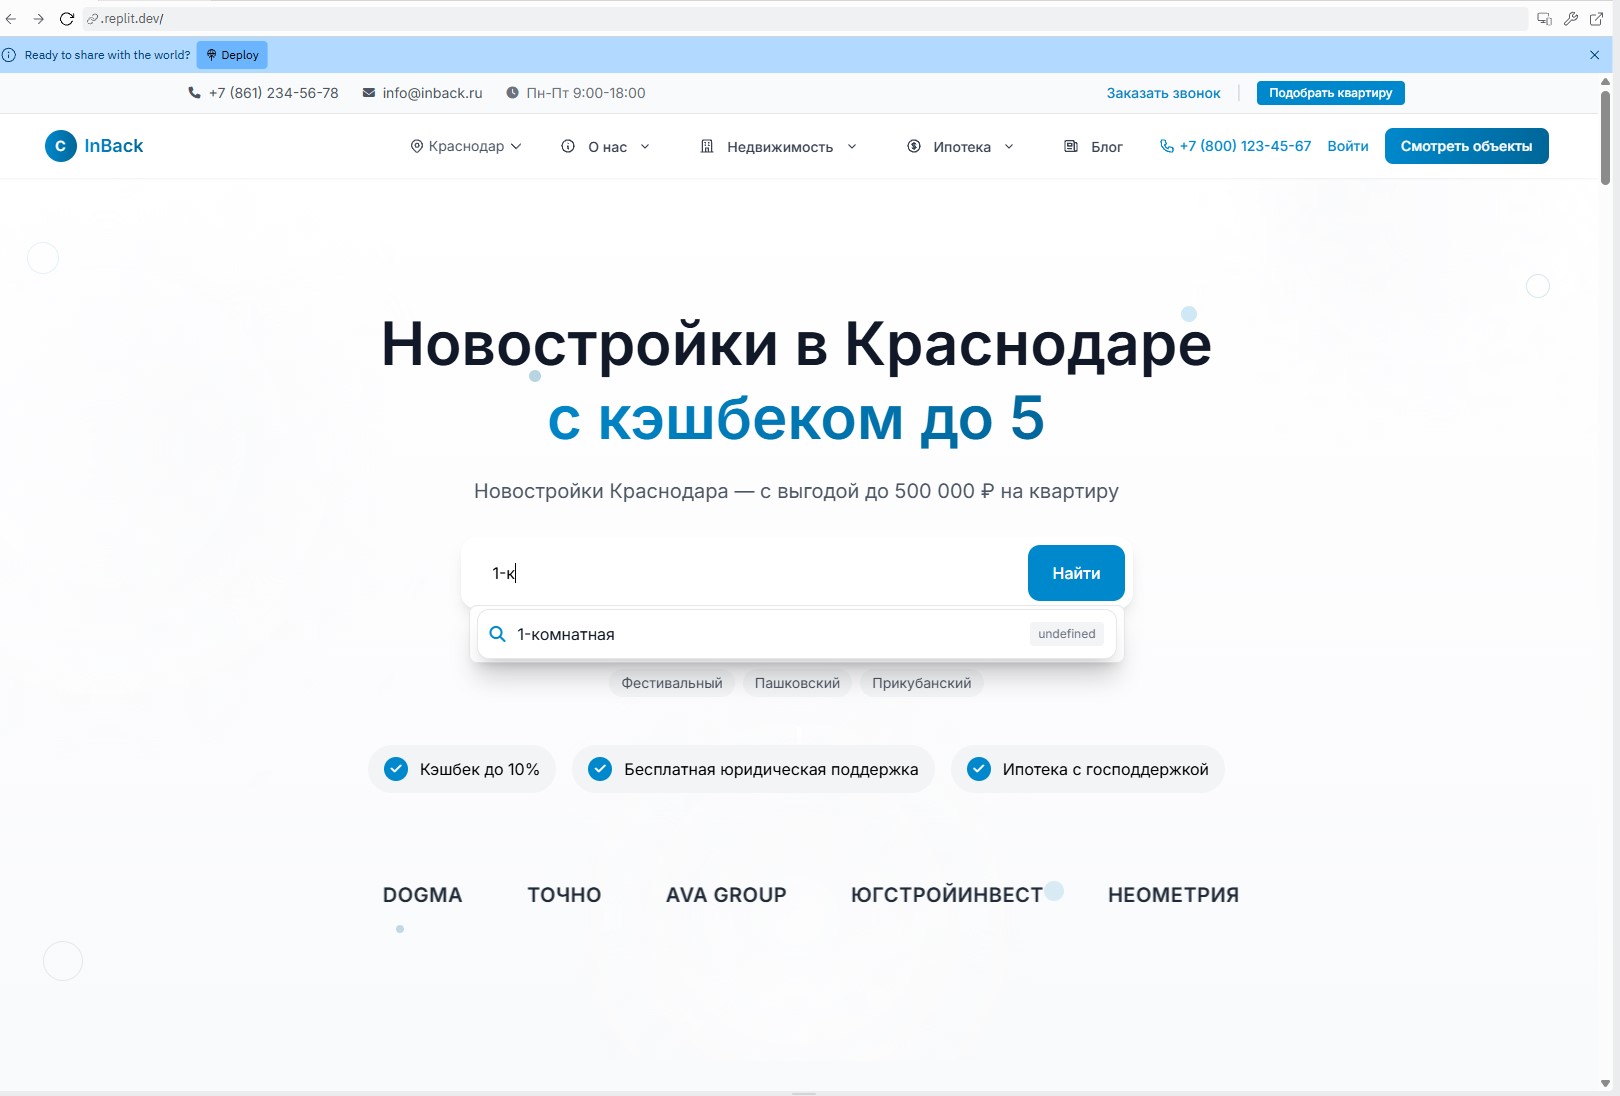 .replit.dev/
Ready to share with the world? Deploy
+7 (861) 234-56-78 info@inback.ru Пн-Пт 9:00-18:00 Заказать звонок Подобрать квартиру
C InBack Краснодар О нас Недвижимость Ипотека Блог +7 (800) 123-45-67 Войти Смотреть объекты
Новостройки в Краснодаре
с кэшбеком до 5
Новостройки Краснодара — с выгодой до 500 000 ₽ на квартиру
1-к Найти
1-комнатная undefined
Фестивальный Пашковский Прикубанский
Кэшбек до 10% Бесплатная юридическая поддержка Ипотека с господдержкой
DOGMA ТОЧНО AVA GROUP ЮГСТРОЙИНВЕСТ НЕОМЕТРИЯ